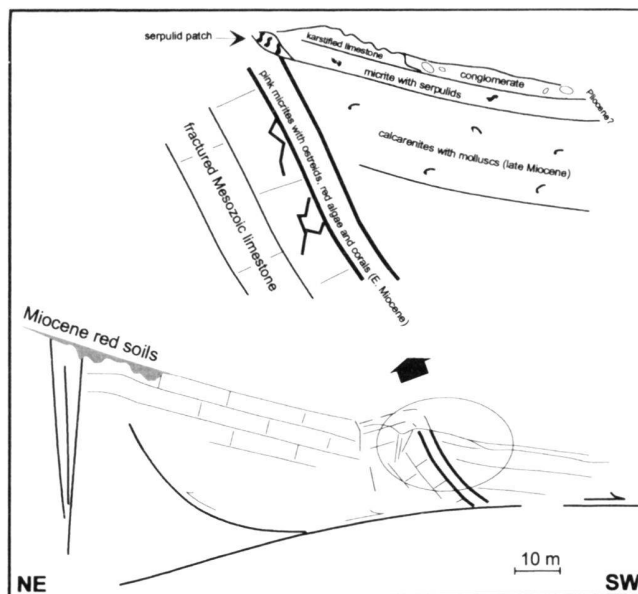 serpulid patch
karstified limestone
conglomerate
micrite with serpulids
Pliocene?
calcarenites with molluscs (late Miocene)
pink micrites with ostreids, red algae and corals (E. Miocene)
fractured Mesozoic limestone
Miocene red soils
10 m
NE
SW